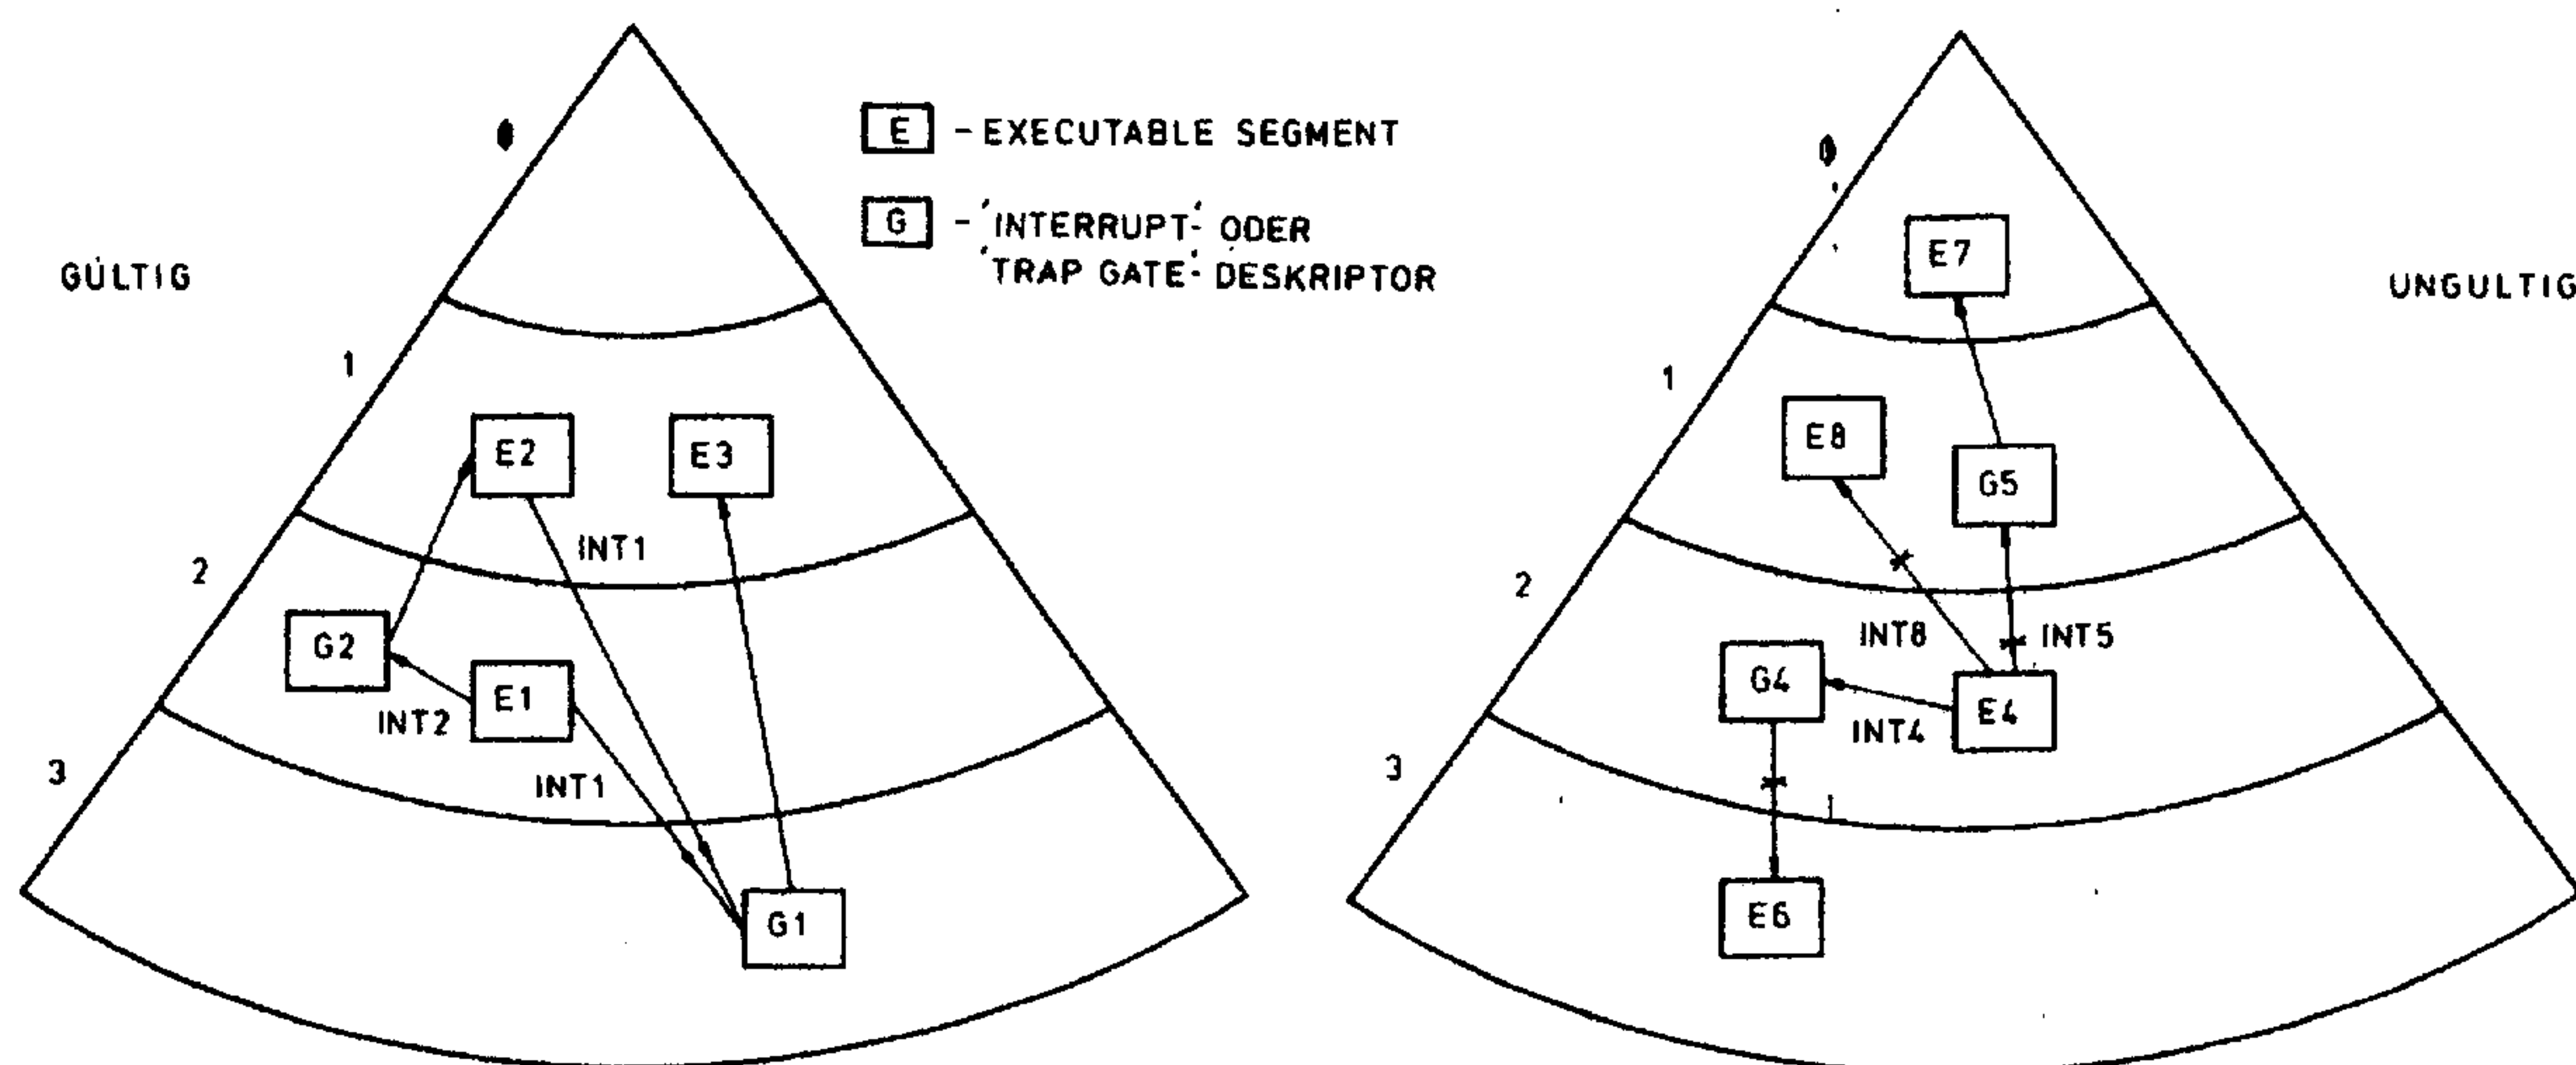 0
E - EXECUTABLE SEGMENT
G - 'INTERRUPT'- ODER
'TRAP GATE'- DESKRIPTOR
GÜLTIG
1
E2
E3
INT1
2
G2
E1
INT2
INT1
3
G1
0
E7
UNGULTIG
1
E8
G5
2
INT8
INT5
G4
E4
INT4
3
E6